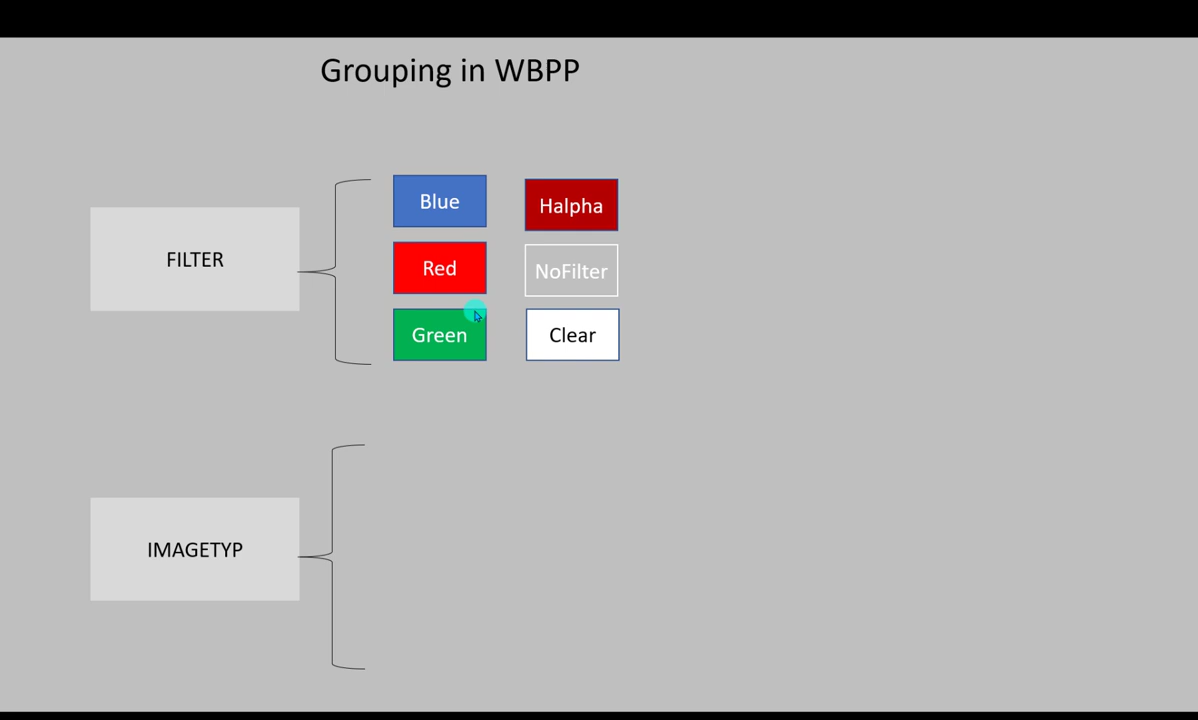 Grouping in WBPP
FILTER
Blue
Halpha
Red
NoFilter
Green
Clear
IMAGETYP